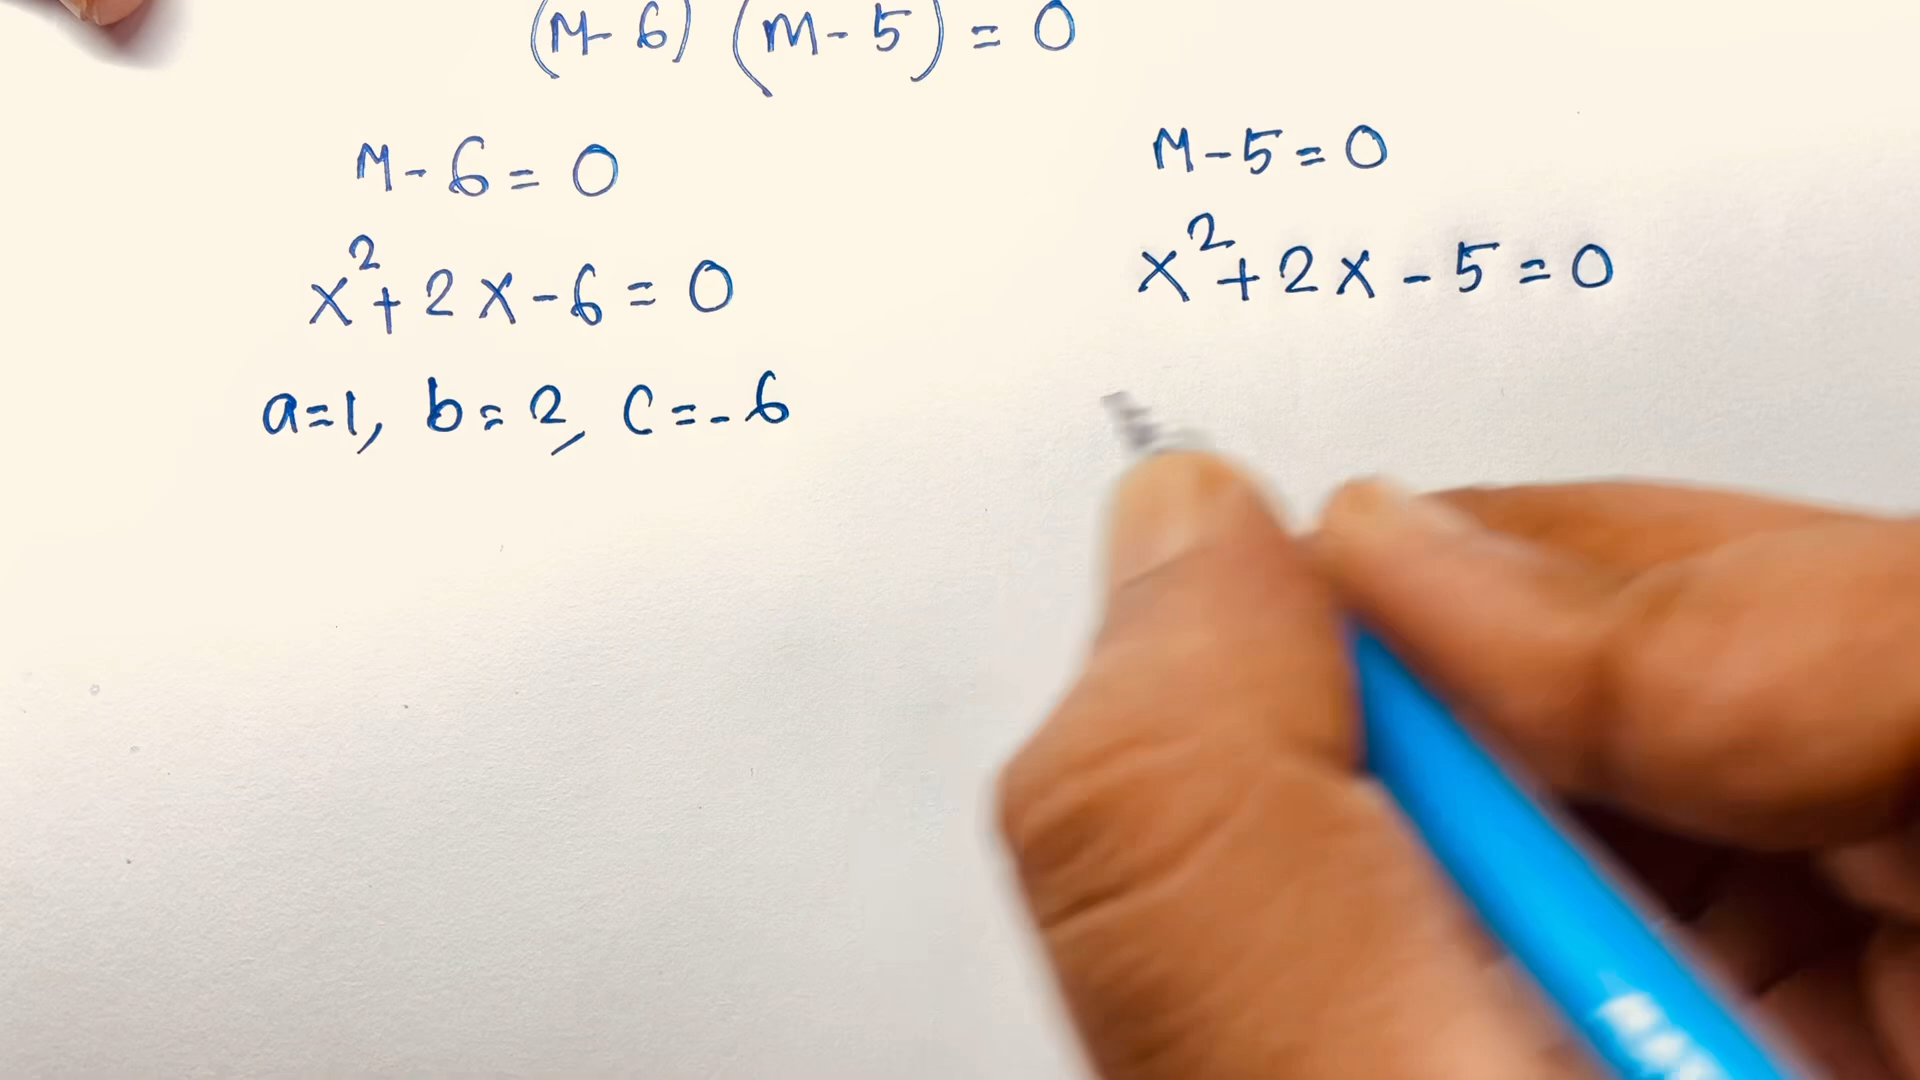 (M-6) (m-5) = 0
M-6=0
x²+2x-6=0
a=1, b=2, c=-6
M-5=0
x²+2x-5=0